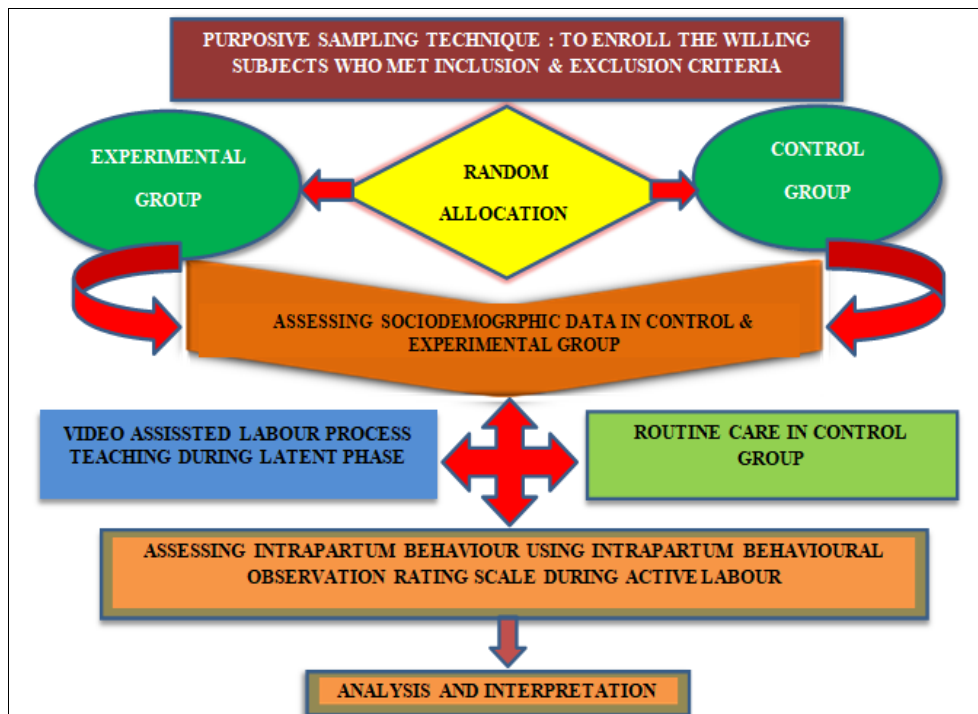 PURPOSIVE SAMPLING TECHNIQUE : TO ENROLL THE WILLING
SUBJECTS WHO MET INCLUSION & EXCLUSION CRITERIA
EXPERIMENTAL
GROUP
RANDOM
ALLOCATION
CONTROL
GROUP
ASSESSING SOCIODEMOGRPHIC DATA IN CONTROL &
EXPERIMENTAL GROUP
VIDEO ASSISSTED LABOUR PROCESS
TEACHING DURING LATENT PHASE
ROUTINE CARE IN CONTROL
GROUP
ASSESSING INTRAPARTUM BEHAVIOUR USING INTRAPARTUM BEHAVIOURAL
OBSERVATION RATING SCALE DURING ACTIVE LABOUR
ANALYSIS AND INTERPRETATION